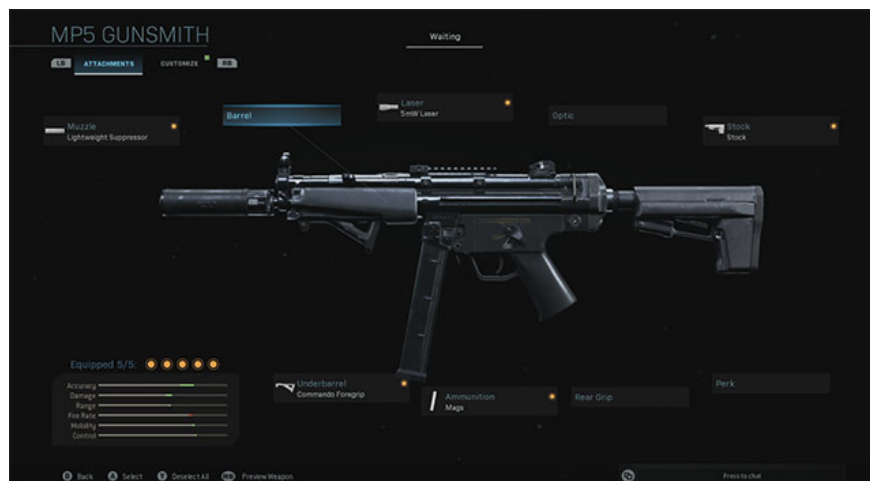 MP5 GUNSMITH
Waiting
LB ATTACHMENTS CUSTOMIZE RB
Laser
5mW Laser
Barrel
Optic
Muzzle
Lightweight Suppressor
Stock
Stock
Equipped 5/5:
Accuracy
Damage
Range
Fire Rate
Mobility
Control
Underbarrel
Commando Foregrip
Ammunition
Mags
Rear Grip
Perk
B Back A Select Y Deselect All RS Preview Weapon
Press to chat